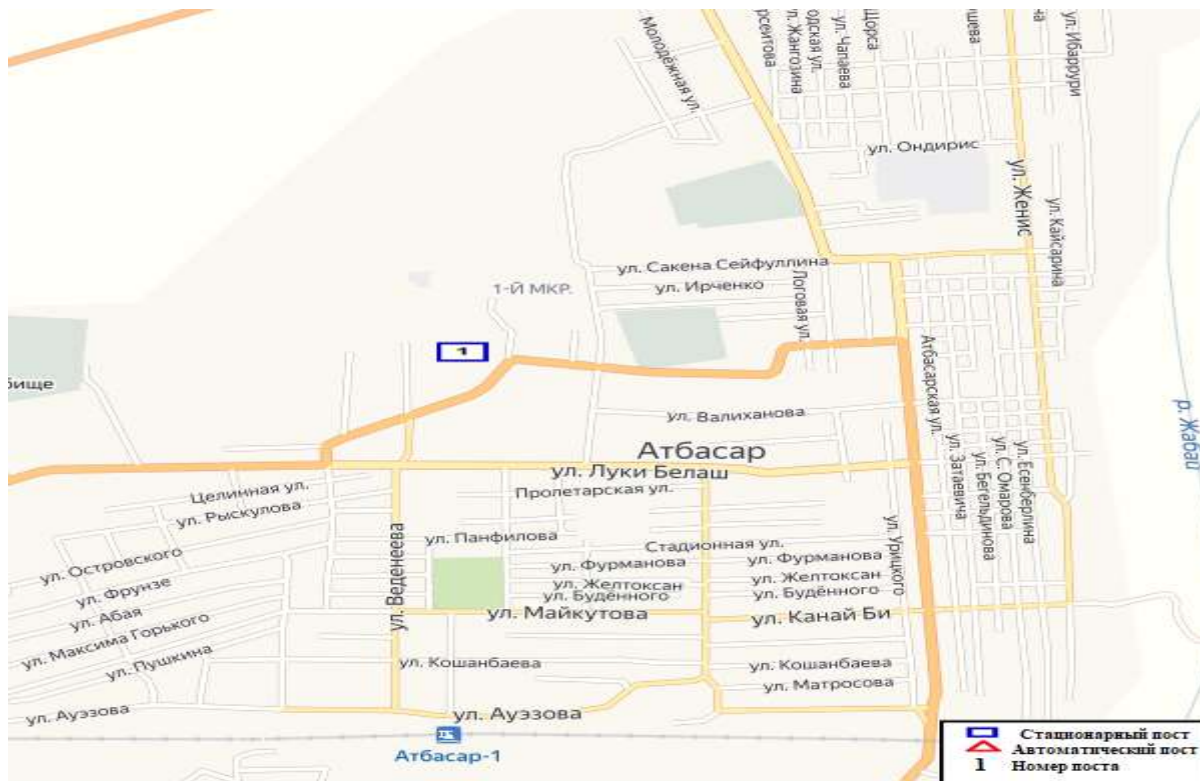 Молодёжная ул.
ул. Жангозина
ул. Чапаева
Щорса
ул. Ибаррури
ул. Ондирис
ул. Женис
ул. Кайсарина
ул. Сакена Сейфуллина
ул. Ирченко
Логовая ул.
1-Й МКР.
1
бище
Атбасарская ул.
ул. Валиханова
р. Жабай
Атбасар
ул. Луки Белаш
Целинная ул.
Пролетарская ул.
ул. Рыскулова
ул. Затаевича
ул. Бегельдинова
ул. С. Омарова
ул. Есенберлина
ул. Панфилова
Стадионная ул.
ул. Урицкого
ул. Веденеева
ул. Островского
ул. Фурманова
ул. Фурманова
ул. Фрунзе
ул. Желтоксан
ул. Желтоксан
ул. Будённого
ул. Будённого
ул. Абая
ул. Майкутова
ул. Канай Би
ул. Максима Горького
ул. Пушкина
ул. Кошанбаева
ул. Кошанбаева
ул. Матросова
ул. Ауэзова
ул. Ауэзова
Атбасар-1
Стационарный пост
Автоматический пост
1 Номер поста